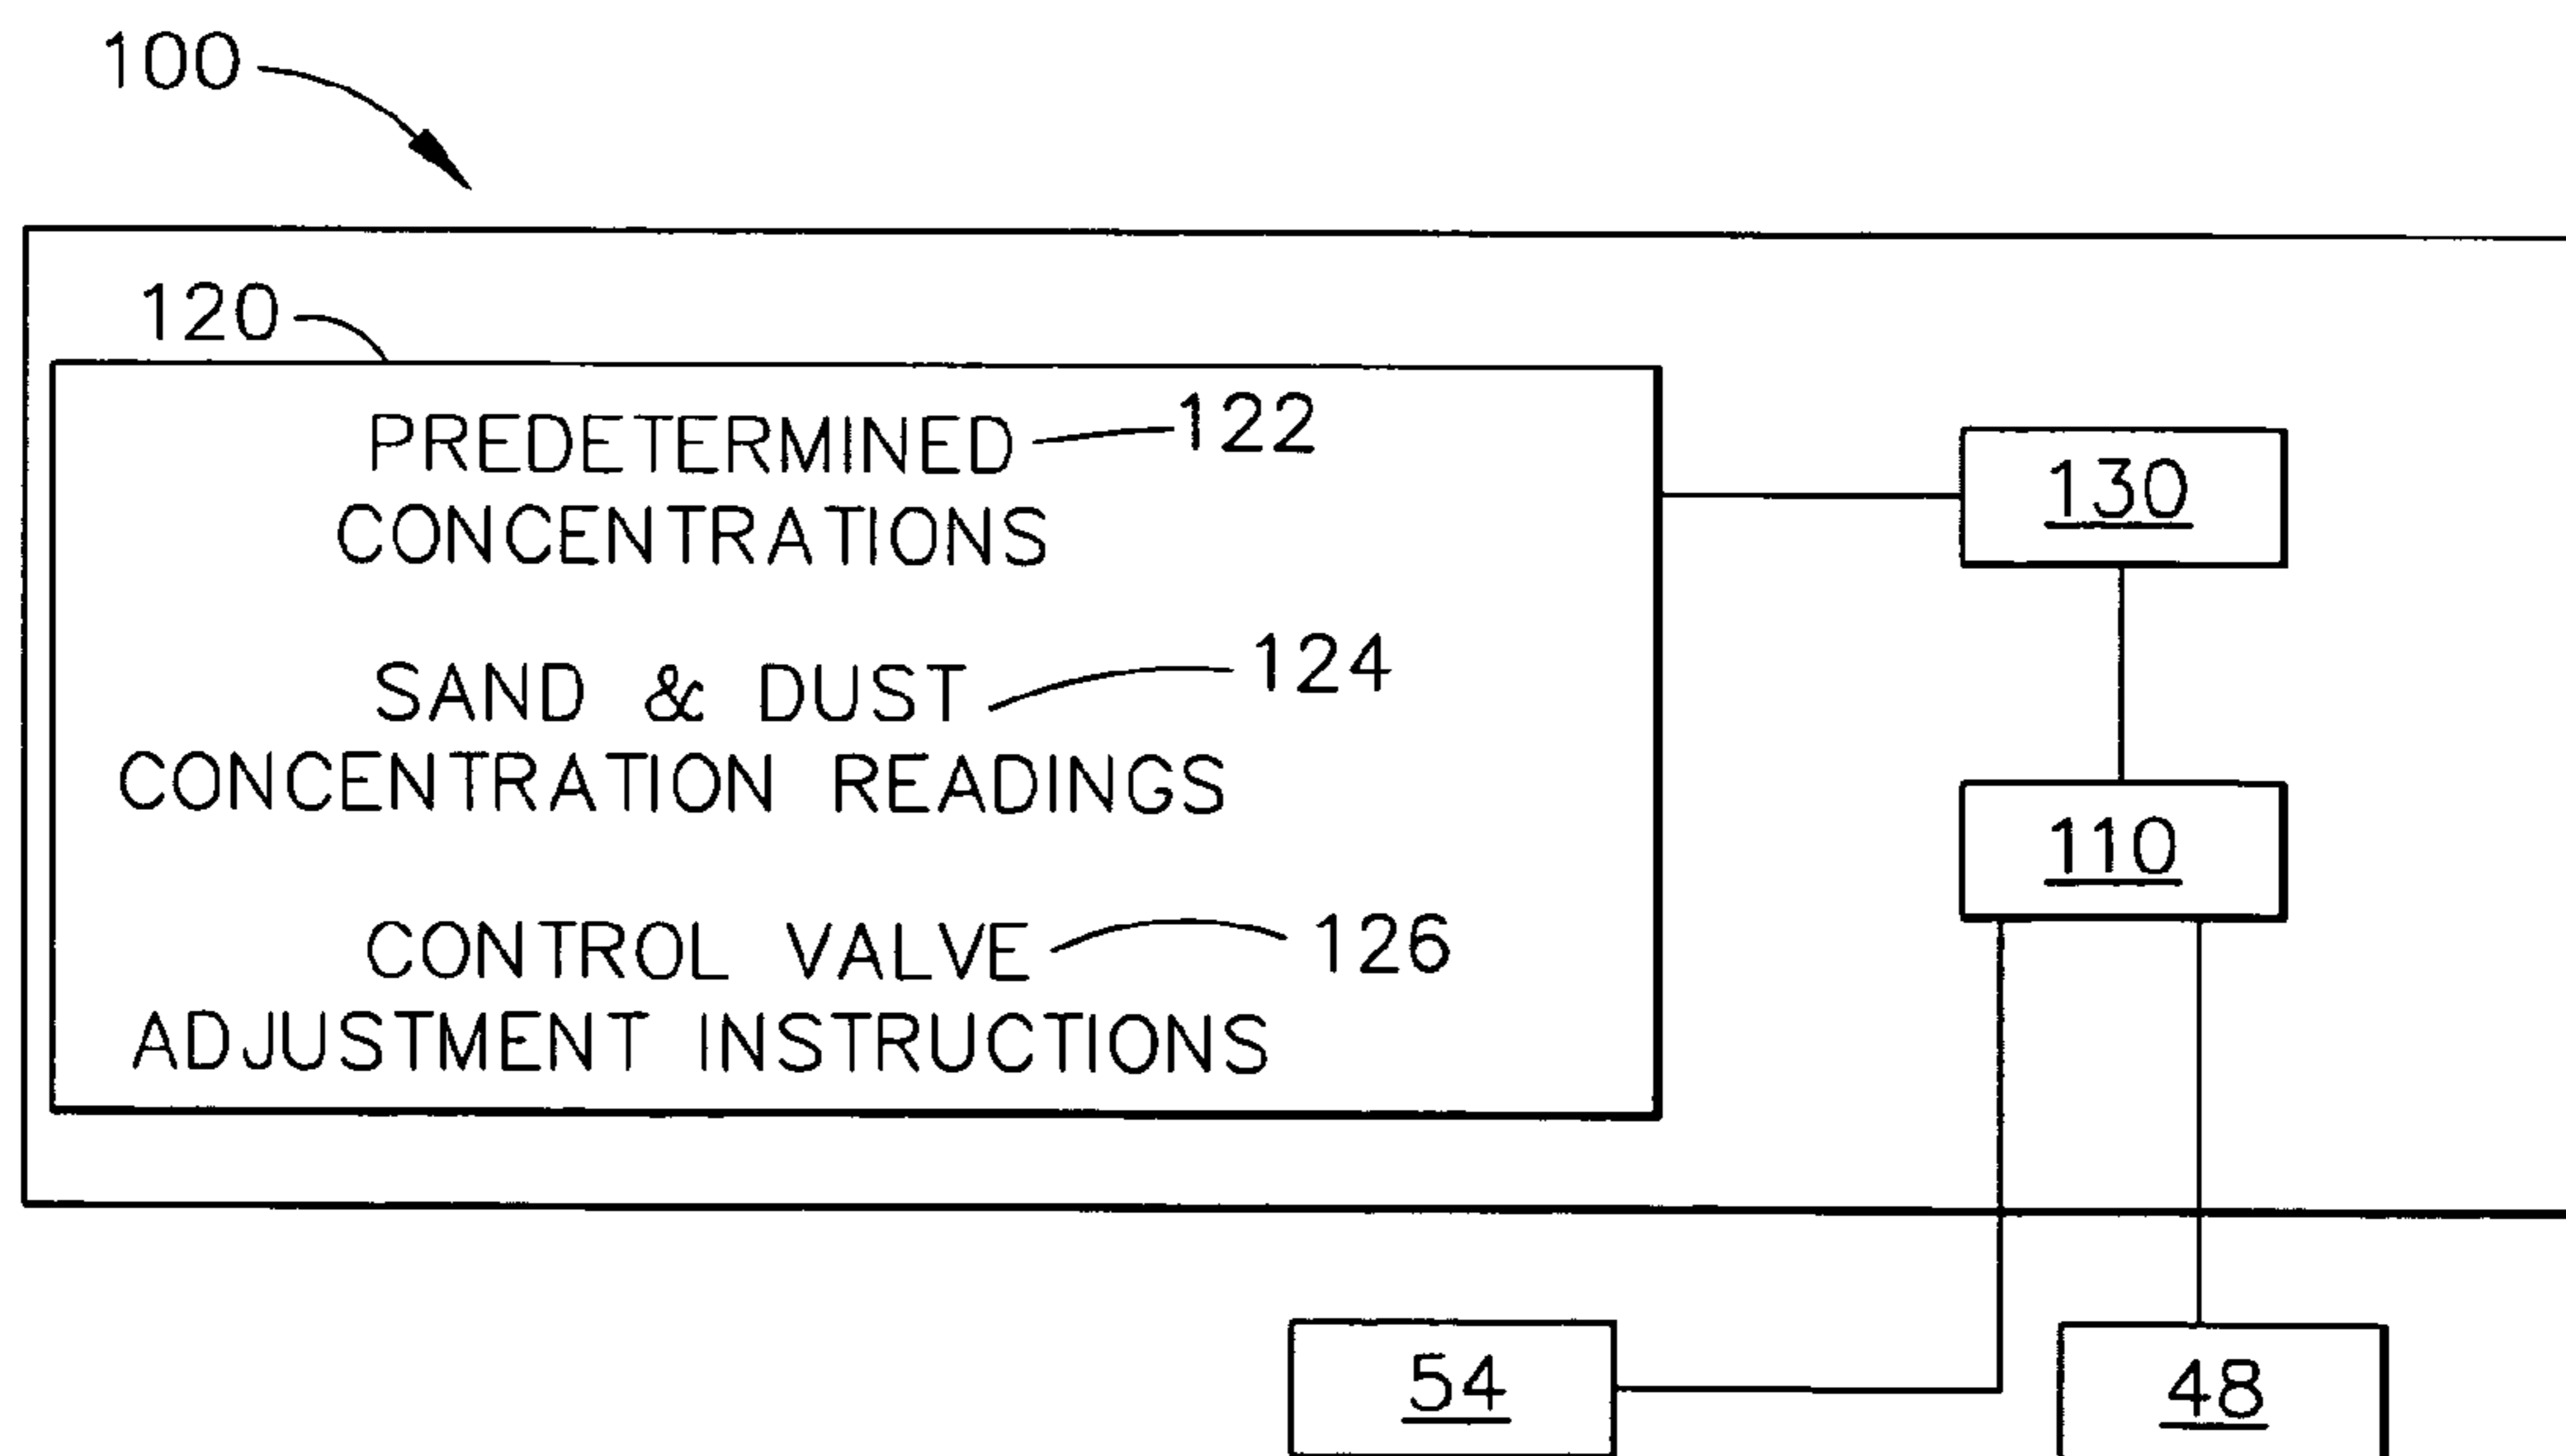 100
120
PREDETERMINED 122
CONCENTRATIONS
130
SAND & DUST 124
CONCENTRATION READINGS
110
CONTROL VALVE 126
ADJUSTMENT INSTRUCTIONS
54
48